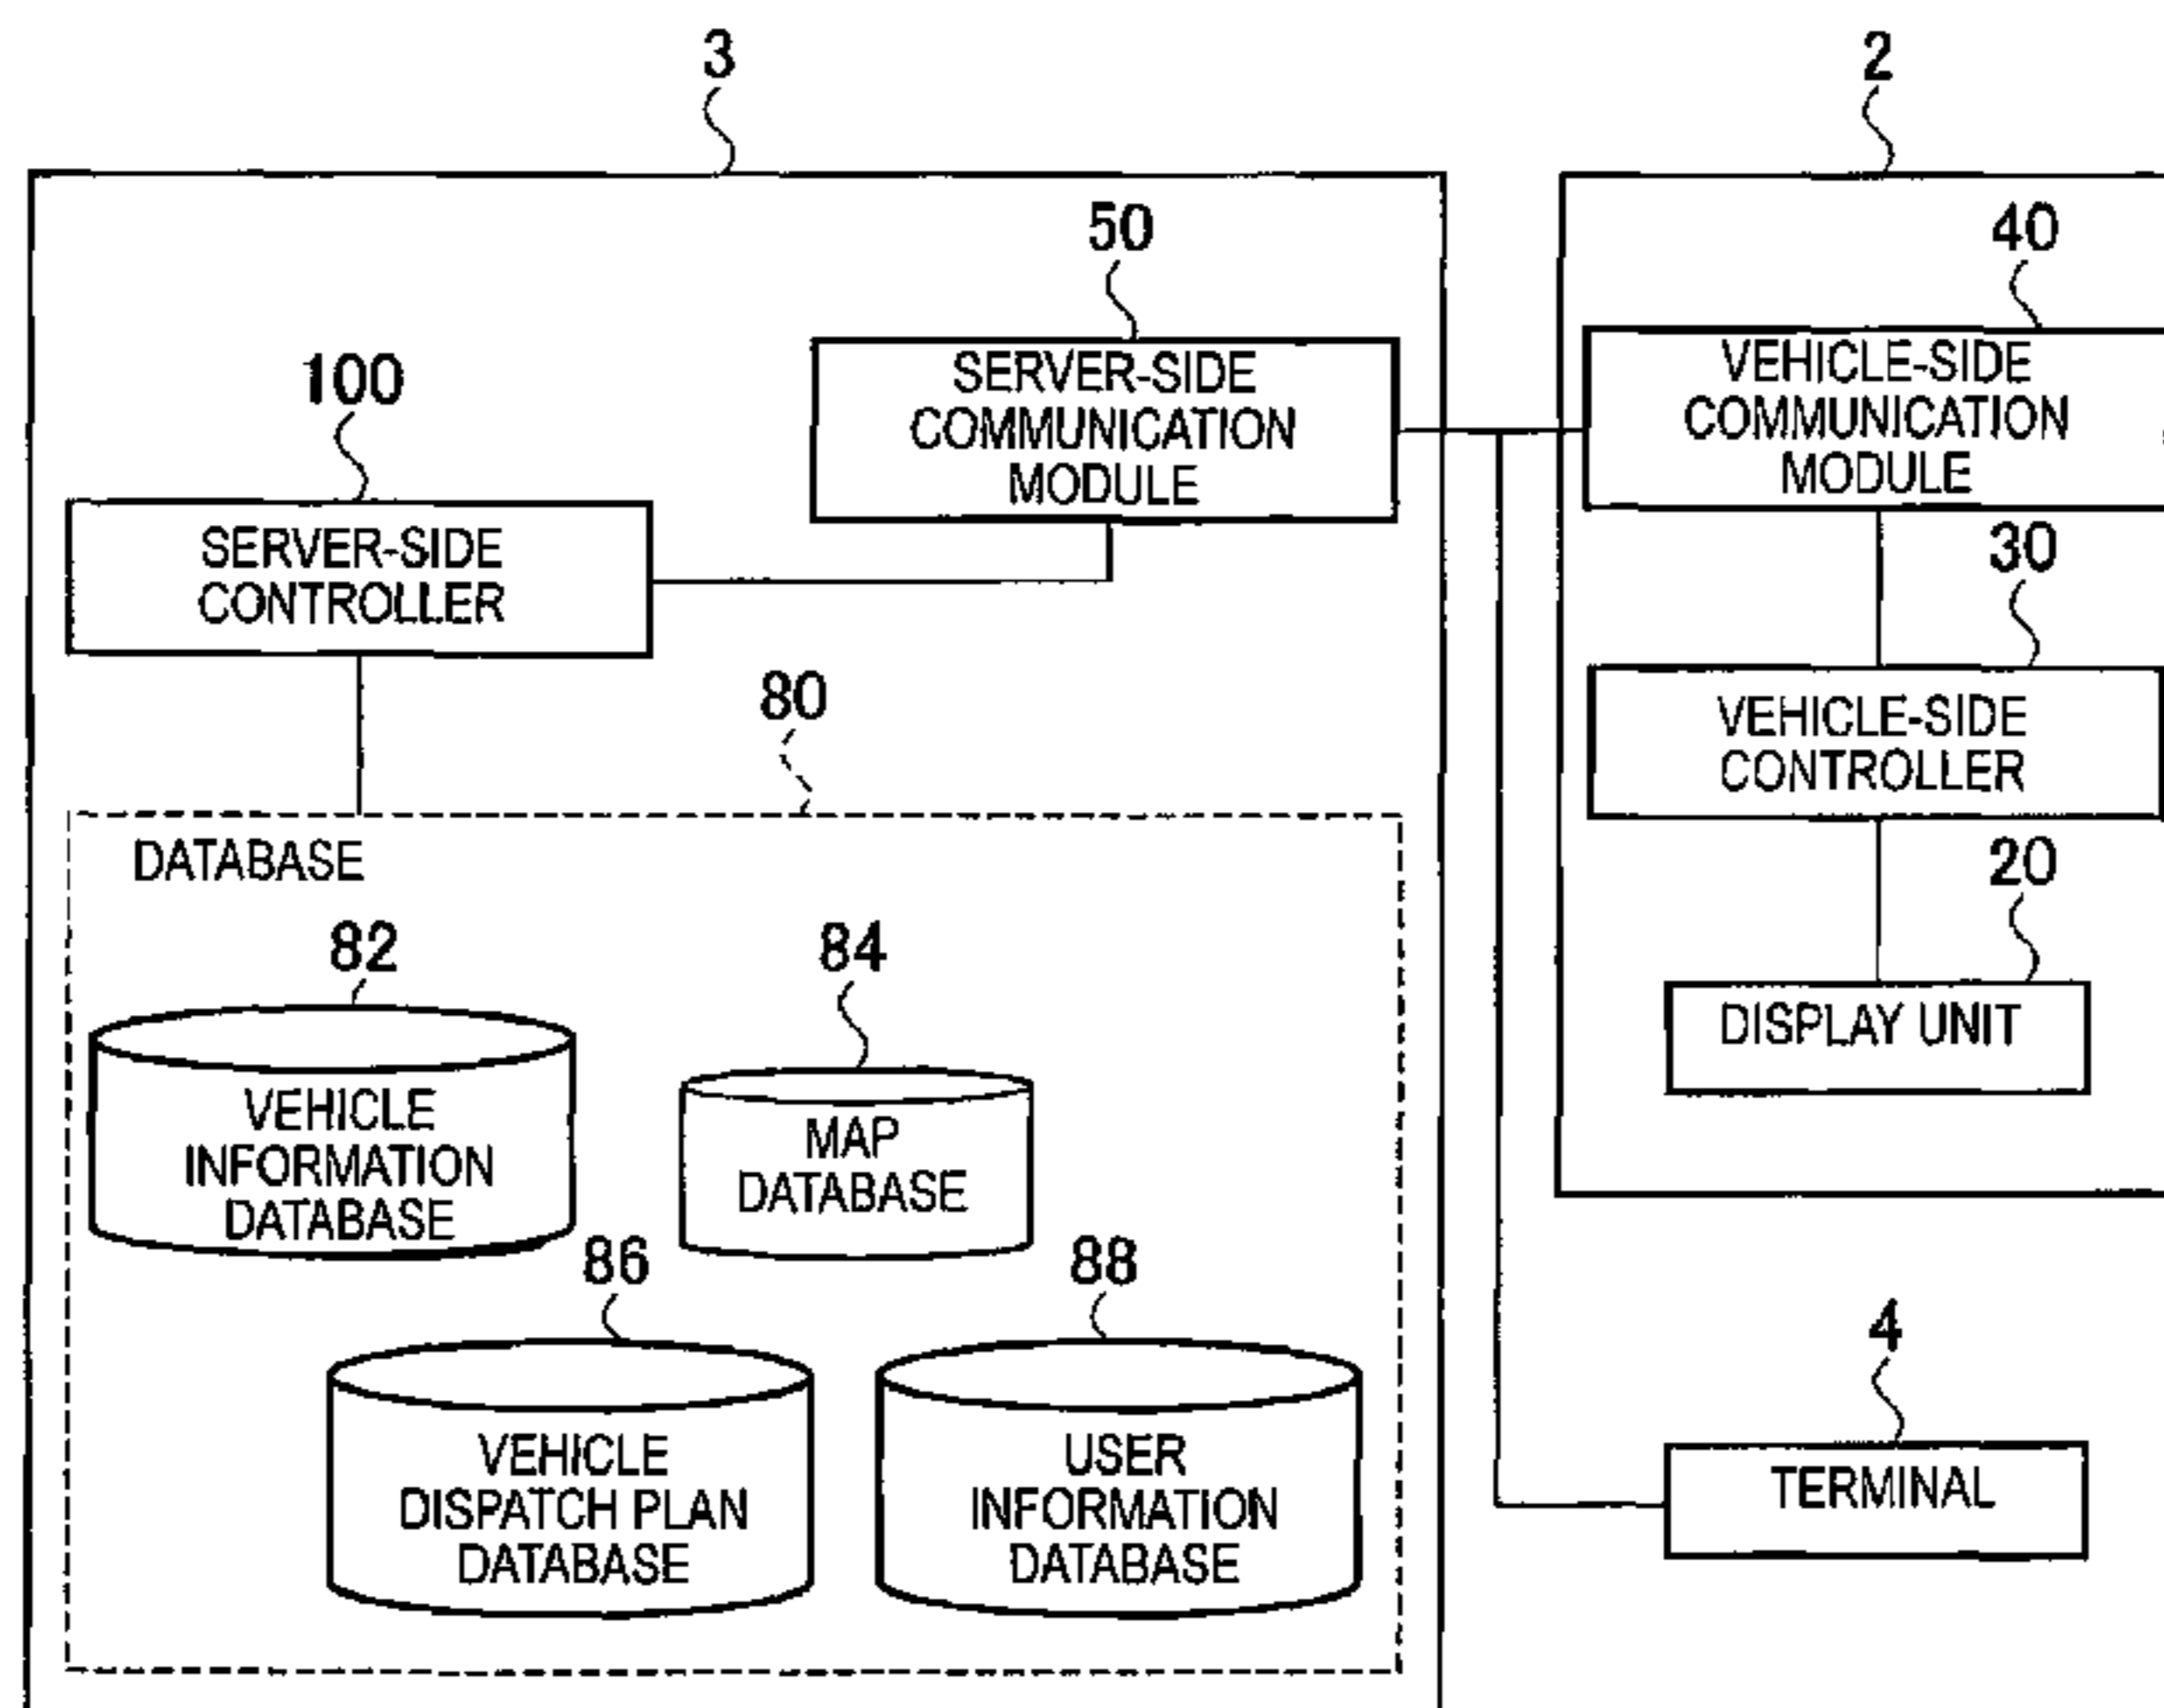 3
2
50
40
SERVER-SIDE
COMMUNICATION
MODULE
VEHICLE-SIDE
COMMUNICATION
MODULE
100
SERVER-SIDE
CONTROLLER
30
VEHICLE-SIDE
CONTROLLER
80
DATABASE
20
DISPLAY UNIT
82
VEHICLE
INFORMATION
DATABASE
84
MAP
DATABASE
86
VEHICLE
DISPATCH PLAN
DATABASE
88
USER
INFORMATION
DATABASE
4
TERMINAL